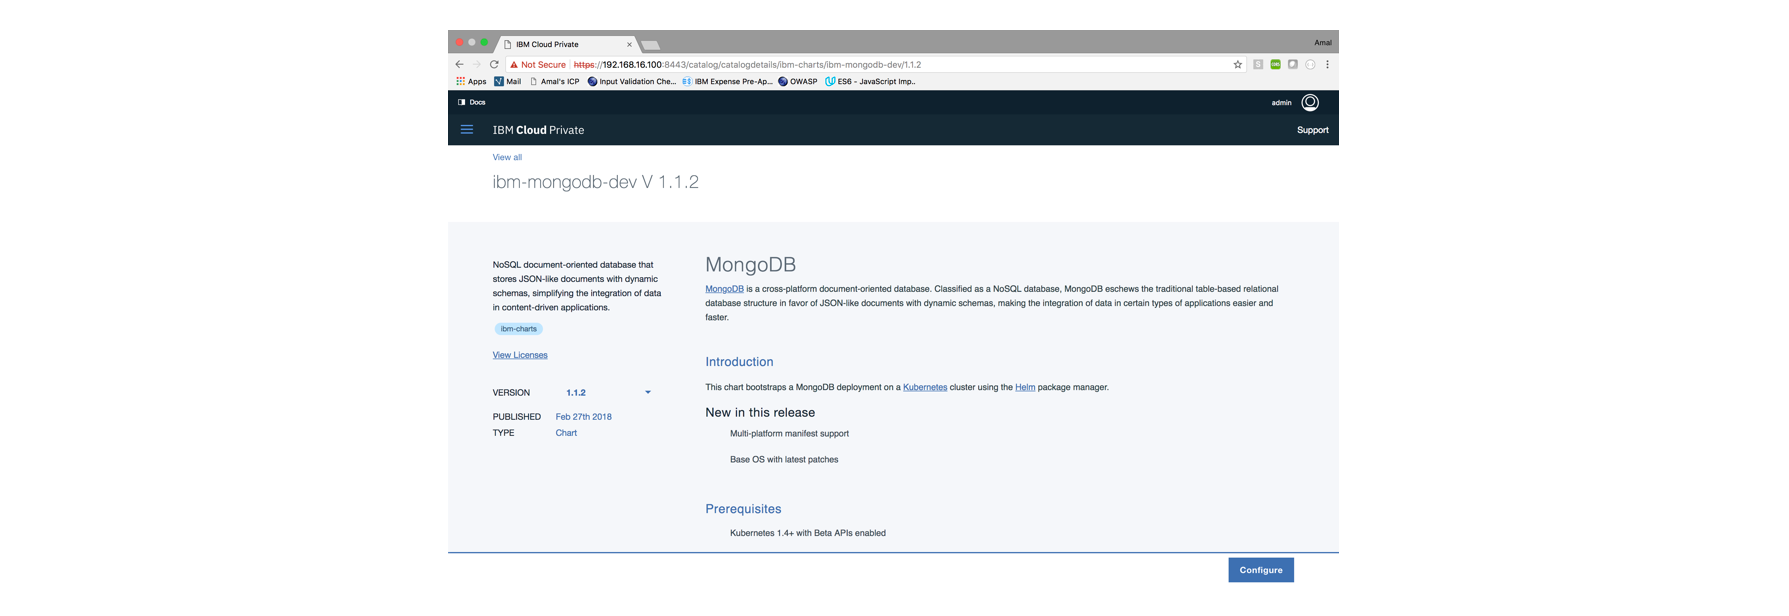 IBM Cloud Private
Amal
Not Secure https://192.168.16.100:8443/catalog/catalogdetails/ibm-charts/ibm-mongodb-dev/1.1.2
Apps Mail Amal's ICP Input Validation Che... IBM Expense Pre-Ap... OWASP ES6 - JavaScript Imp..
Docs
admin
IBM Cloud Private
Support
View all
ibm-mongodb-dev V 1.1.2
NoSQL document-oriented database that
stores JSON-like documents with dynamic
schemas, simplifying the integration of data
in content-driven applications.
ibm-charts
View Licenses
VERSION 1.1.2
PUBLISHED Feb 27th 2018
TYPE Chart
MongoDB
MongoDB is a cross-platform document-oriented database. Classified as a NoSQL database, MongoDB eschews the traditional table-based relational
database structure in favor of JSON-like documents with dynamic schemas, making the integration of data in certain types of applications easier and
faster.
Introduction
This chart bootstraps a MongoDB deployment on a Kubernetes cluster using the Helm package manager.
New in this release
Multi-platform manifest support
Base OS with latest patches
Prerequisites
Kubernetes 1.4+ with Beta APIs enabled
Configure